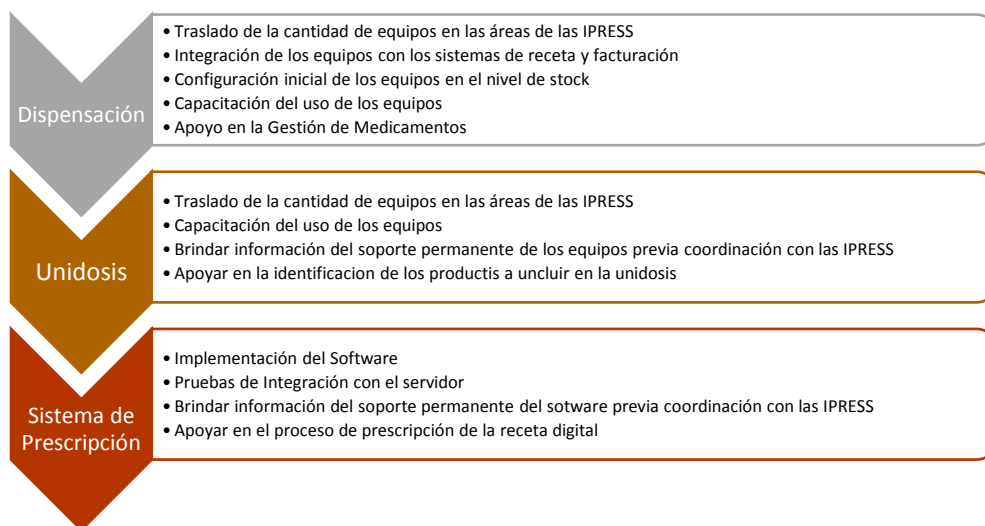 Dispensación
• Traslado de la cantidad de equipos en las áreas de las IPRESS
• Integración de los equipos con los sistemas de receta y facturación
• Configuración inicial de los equipos en el nivel de stock
• Capacitación del uso de los equipos
• Apoyo en la Gestión de Medicamentos
Unidosis
• Traslado de la cantidad de equipos en las áreas de las IPRESS
• Capacitación del uso de los equipos
• Brindar información del soporte permanente de los equipos previa coordinación con las IPRESS
• Apoyar en la identificacion de los productis a uncluir en la unidosis
Sistema de
Prescripción
• Implementación del Software
• Pruebas de Integración con el servidor
• Brindar información del soporte permanente del sotware previa coordinación con las IPRESS
• Apoyar en el proceso de prescripción de la receta digital